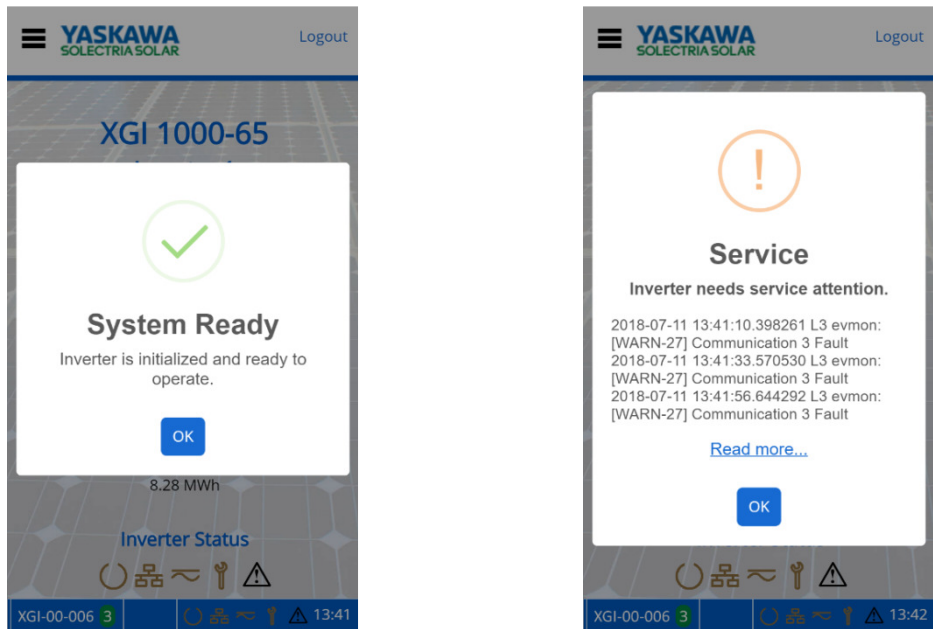 YASKAWA
SOLECTRIA SOLAR
Logout
XGI 1000-65
System Ready
Inverter is initialized and ready to
operate.
OK
8.28 MWh
Inverter Status
XGI-00-006 3
13:41
YASKAWA
SOLECTRIA SOLAR
Logout
Service
Inverter needs service attention.
2018-07-11 13:41:10.398261 L3 evmon:
[WARN-27] Communication 3 Fault
2018-07-11 13:41:33.570530 L3 evmon:
[WARN-27] Communication 3 Fault
2018-07-11 13:41:56.644292 L3 evmon:
[WARN-27] Communication 3 Fault
Read more...
OK
XGI-00-006 3
13:42